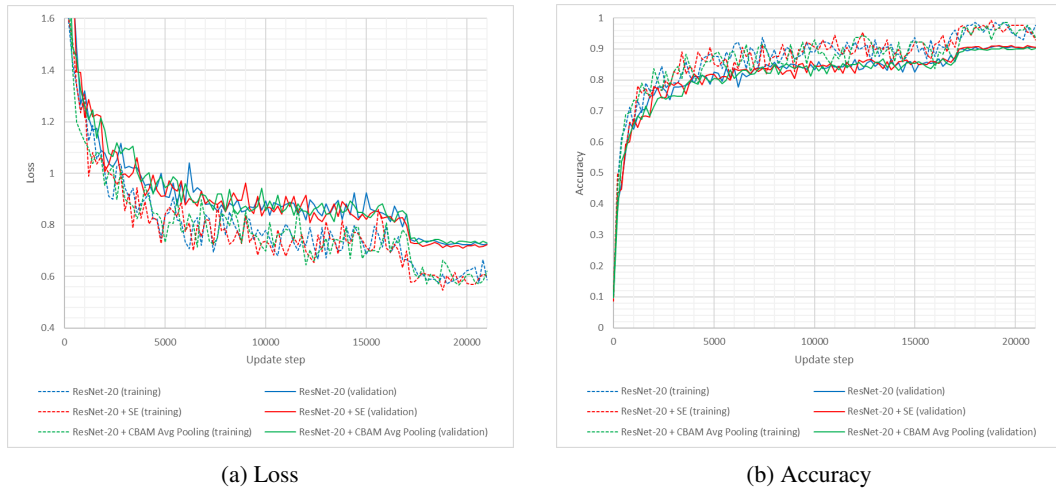 1.6
1.4
1.2
1
0.8
0.6
0.4
Loss
0 5000 10000 15000 20000
Update step
ResNet-20 (training) ResNet-20 (validation)
ResNet-20 + SE (training) ResNet-20 + SE (validation)
ResNet-20 + CBAM Avg Pooling (training) ResNet-20 + CBAM Avg Pooling (validation)
(a) Loss
1
0.9
0.8
0.7
0.6
0.5
0.4
0.3
0.2
0.1
0
Accuracy
0 5000 10000 15000 20000
Update step
ResNet-20 (training) ResNet-20 (validation)
ResNet-20 + SE (training) ResNet-20 + SE (validation)
ResNet-20 + CBAM Avg Pooling (training) ResNet-20 + CBAM Avg Pooling (validation)
(b) Accuracy